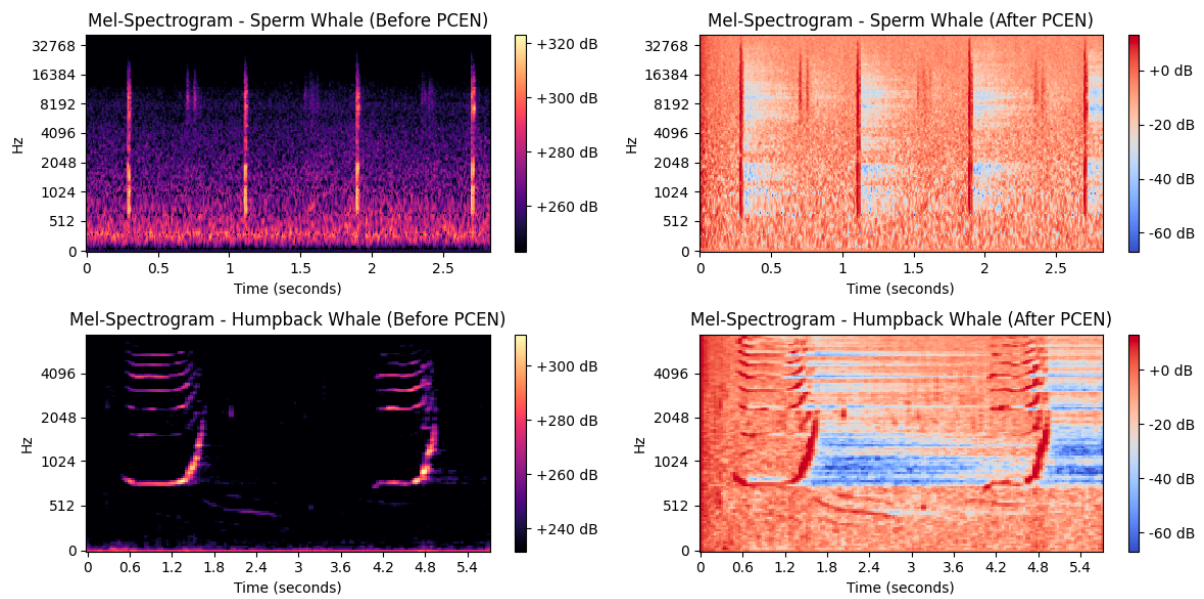 Mel-Spectrogram - Sperm Whale (Before PCEN)
32768
16384
8192
4096
2048
1024
512
0
Hz
0 0.5 1 1.5 2 2.5
Time (seconds)
+320 dB
+300 dB
+280 dB
+260 dB
Mel-Spectrogram - Sperm Whale (After PCEN)
32768
16384
8192
4096
2048
1024
512
0
Hz
0 0.5 1 1.5 2 2.5
Time (seconds)
+0 dB
-20 dB
-40 dB
-60 dB
Mel-Spectrogram - Humpback Whale (Before PCEN)
4096
2048
1024
512
0
Hz
0 0.6 1.2 1.8 2.4 3 3.6 4.2 4.8 5.4
Time (seconds)
+300 dB
+280 dB
+260 dB
+240 dB
Mel-Spectrogram - Humpback Whale (After PCEN)
4096
2048
1024
512
0
Hz
0 0.6 1.2 1.8 2.4 3 3.6 4.2 4.8 5.4
Time (seconds)
+0 dB
-20 dB
-40 dB
-60 dB